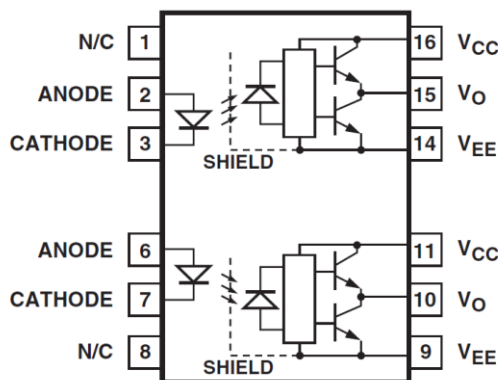 N/C 1 16 VCC
ANODE 2 15 VO
CATHODE 3 14 VEE
SHIELD
ANODE 6 11 VCC
CATHODE 7 10 VO
N/C 8 9 VEE
SHIELD